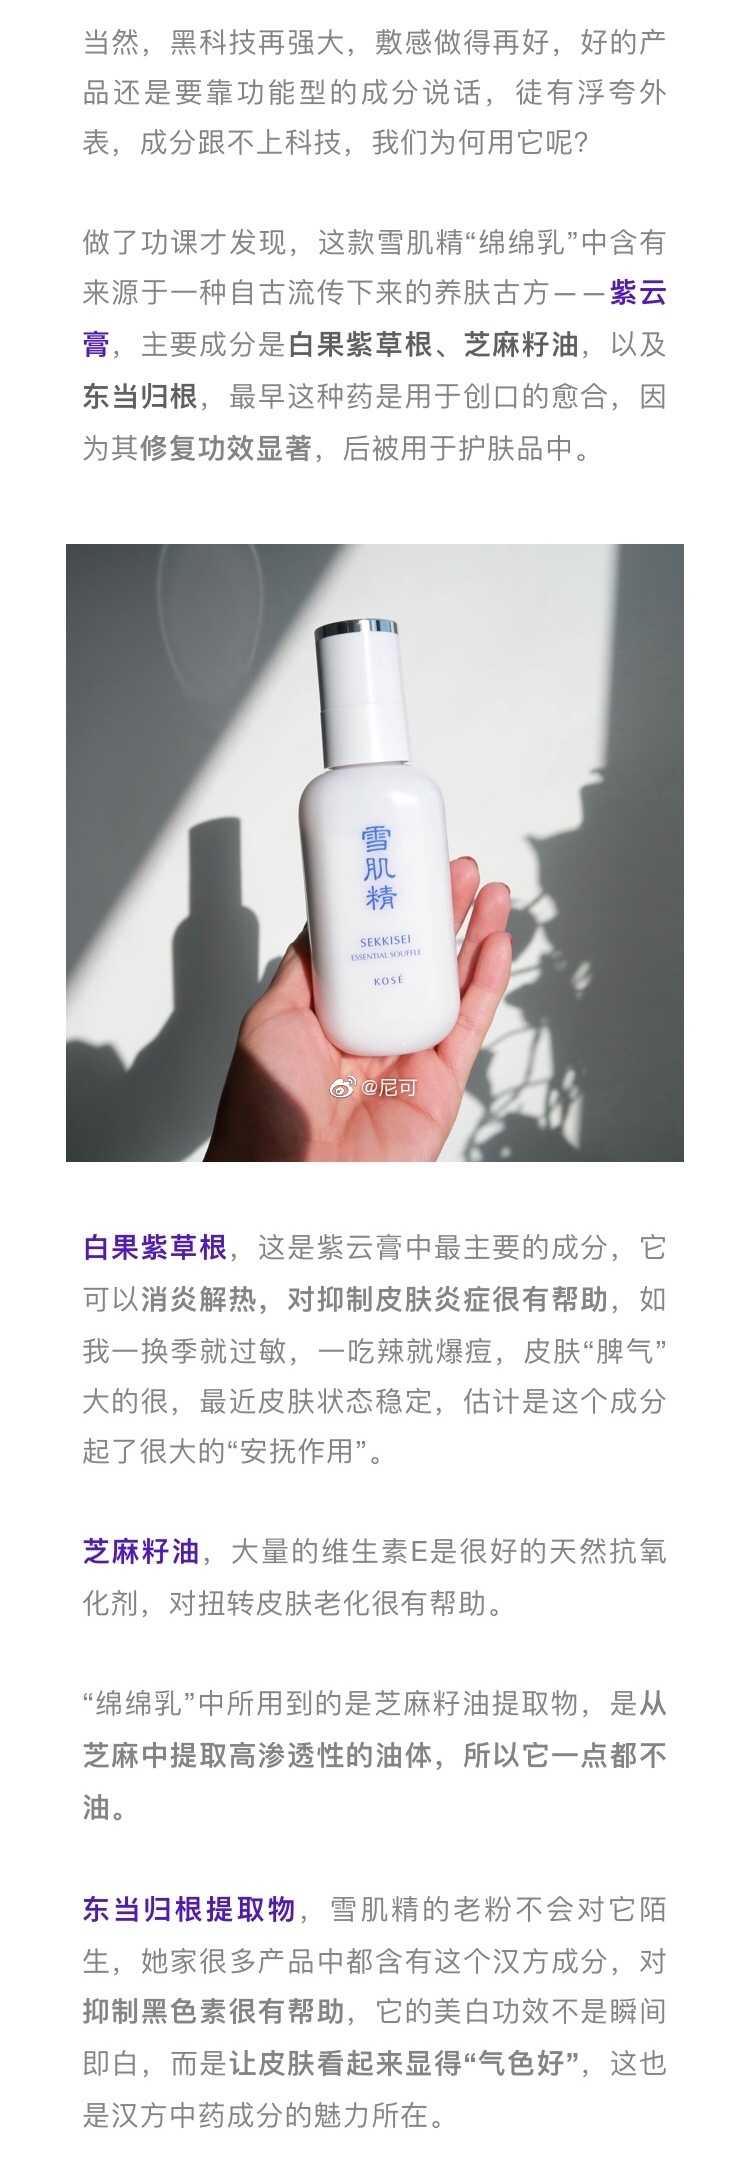 当然，黑科技再强大，敷感做得再好，好的产
品还是要靠功能型的成分说话，徒有浮夸外
表，成分跟不上科技，我们为何用它呢？
做了功课才发现，这款雪肌精“绵绵乳”中含有
来源于一种自古流传下来的养肤古方——紫云
膏，主要成分是白果紫草根、芝麻籽油，以及
东当归根，最早这种药是用于创口的愈合，因
为其修复功效显著，后被用于护肤品中。
雪
肌
精
SEKKISEI
ESSENTIAL SOUFFLE
KOSÉ
@尼可
白果紫草根，这是紫云膏中最主要的成分，它
可以消炎解热，对抑制皮肤炎症很有帮助，如
我一换季就过敏，一吃辣就爆痘，皮肤“脾气”
大的很，最近皮肤状态稳定，估计是这个成分
起了很大的“安抚作用”。
芝麻籽油，大量的维生素E是很好的天然抗氧
化剂，对扭转皮肤老化很有帮助。
“绵绵乳”中所用到的是芝麻籽油提取物，是从
芝麻中提取高渗透性的油体，所以它一点都不
油。
东当归根提取物，雪肌精的老粉不会对它陌
生，她家很多产品中都含有这个汉方成分，对
抑制黑色素很有帮助，它的美白功效不是瞬间
即白，而是让皮肤看起来显得“气色好”，这也
是汉方中药成分的魅力所在。